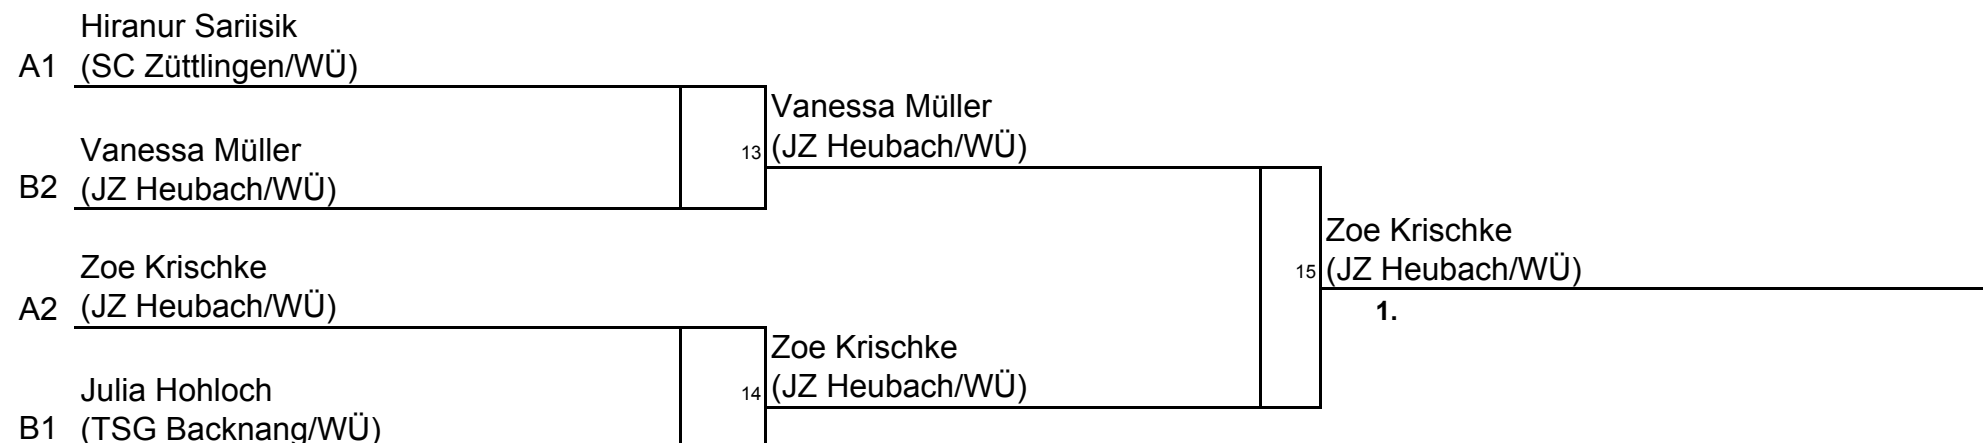 Hiranur Sariisik
A1 (SC Züttlingen/WÜ)
Vanessa Müller
13 (JZ Heubach/WÜ)
Vanessa Müller
B2 (JZ Heubach/WÜ)
Zoe Krischke
15 (JZ Heubach/WÜ)
1.
Zoe Krischke
A2 (JZ Heubach/WÜ)
Zoe Krischke
14 (JZ Heubach/WÜ)
Julia Hohloch
B1 (TSG Backnang/WÜ)